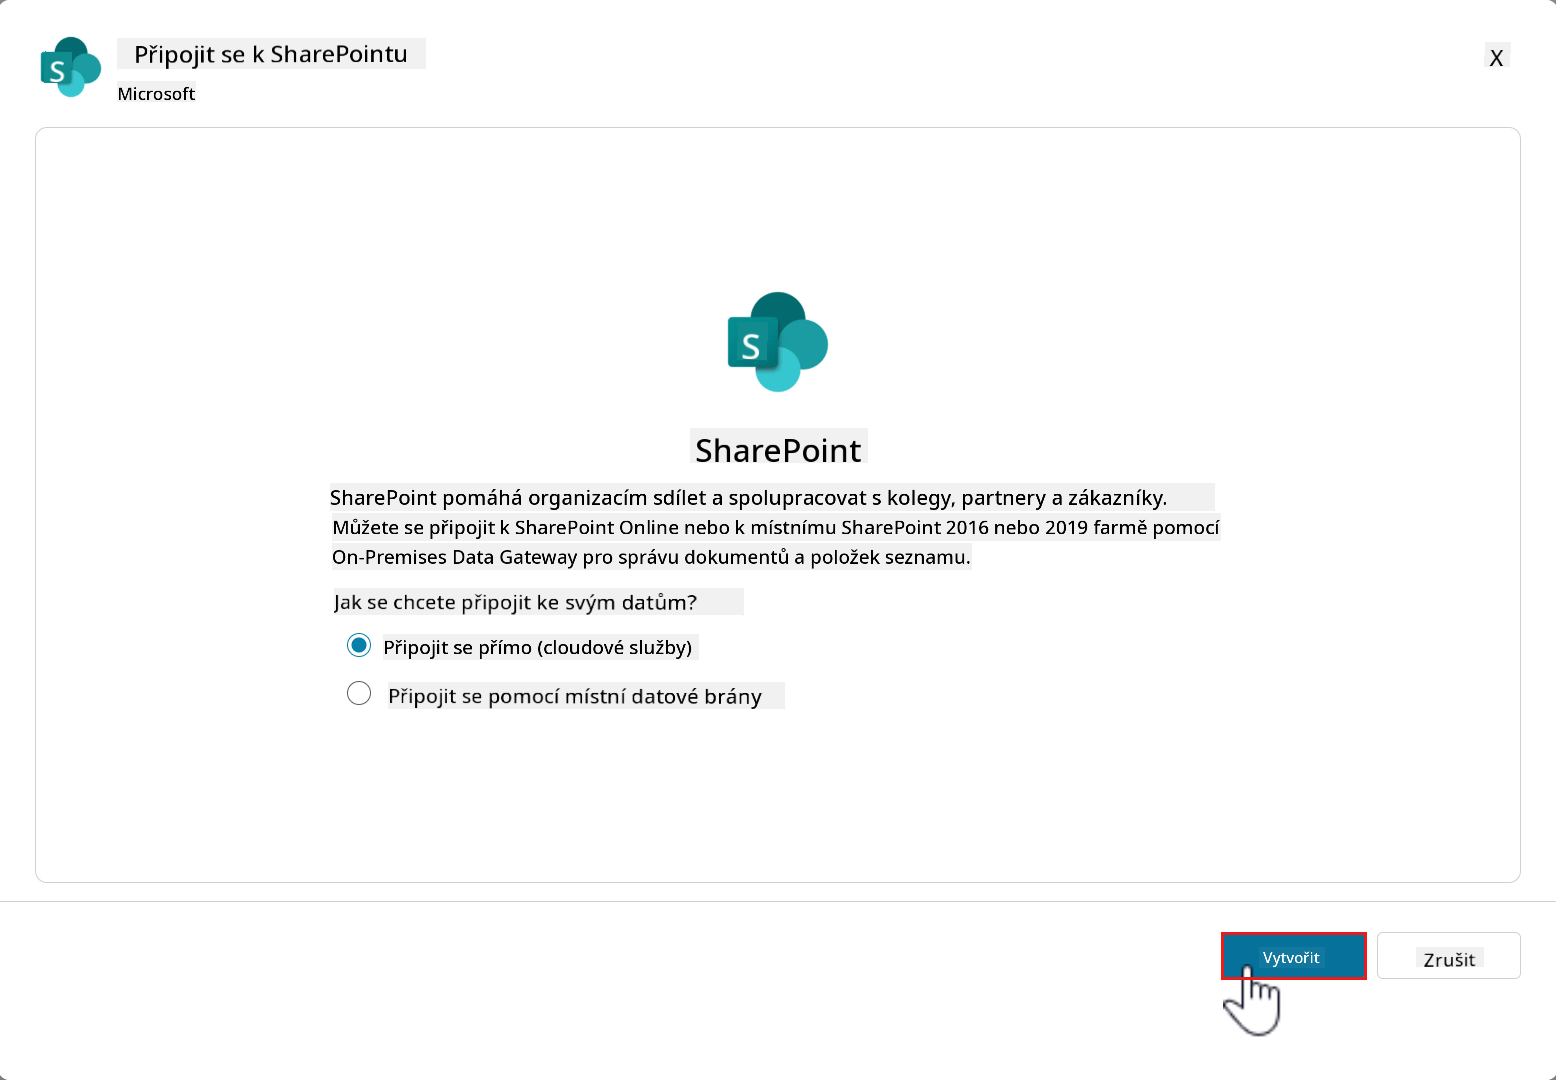 Připojit se k SharePointu
X
Microsoft
S
S
SharePoint
SharePoint pomáhá organizacím sdílet a spolupracovat s kolegy, partnery a zákazníky.
Můžete se připojit k SharePoint Online nebo k místnímu SharePoint 2016 nebo 2019 farmě pomocí
On-Premises Data Gateway pro správu dokumentů a položek seznamu.
Jak se chcete připojit ke svým datům?
Připojit se přímo (cloudové služby)
Připojit se pomocí místní datové brány
Vytvořit
Zrušit